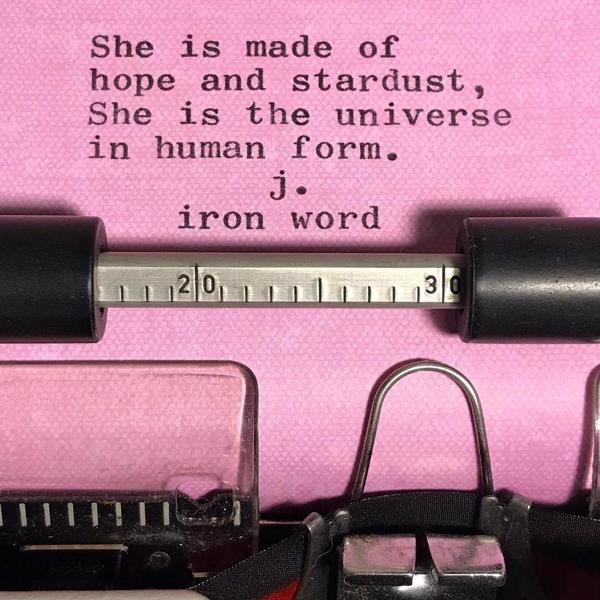 She is made of
hope and stardust,
She is the universe
in human form.
j.
iron word
20 30